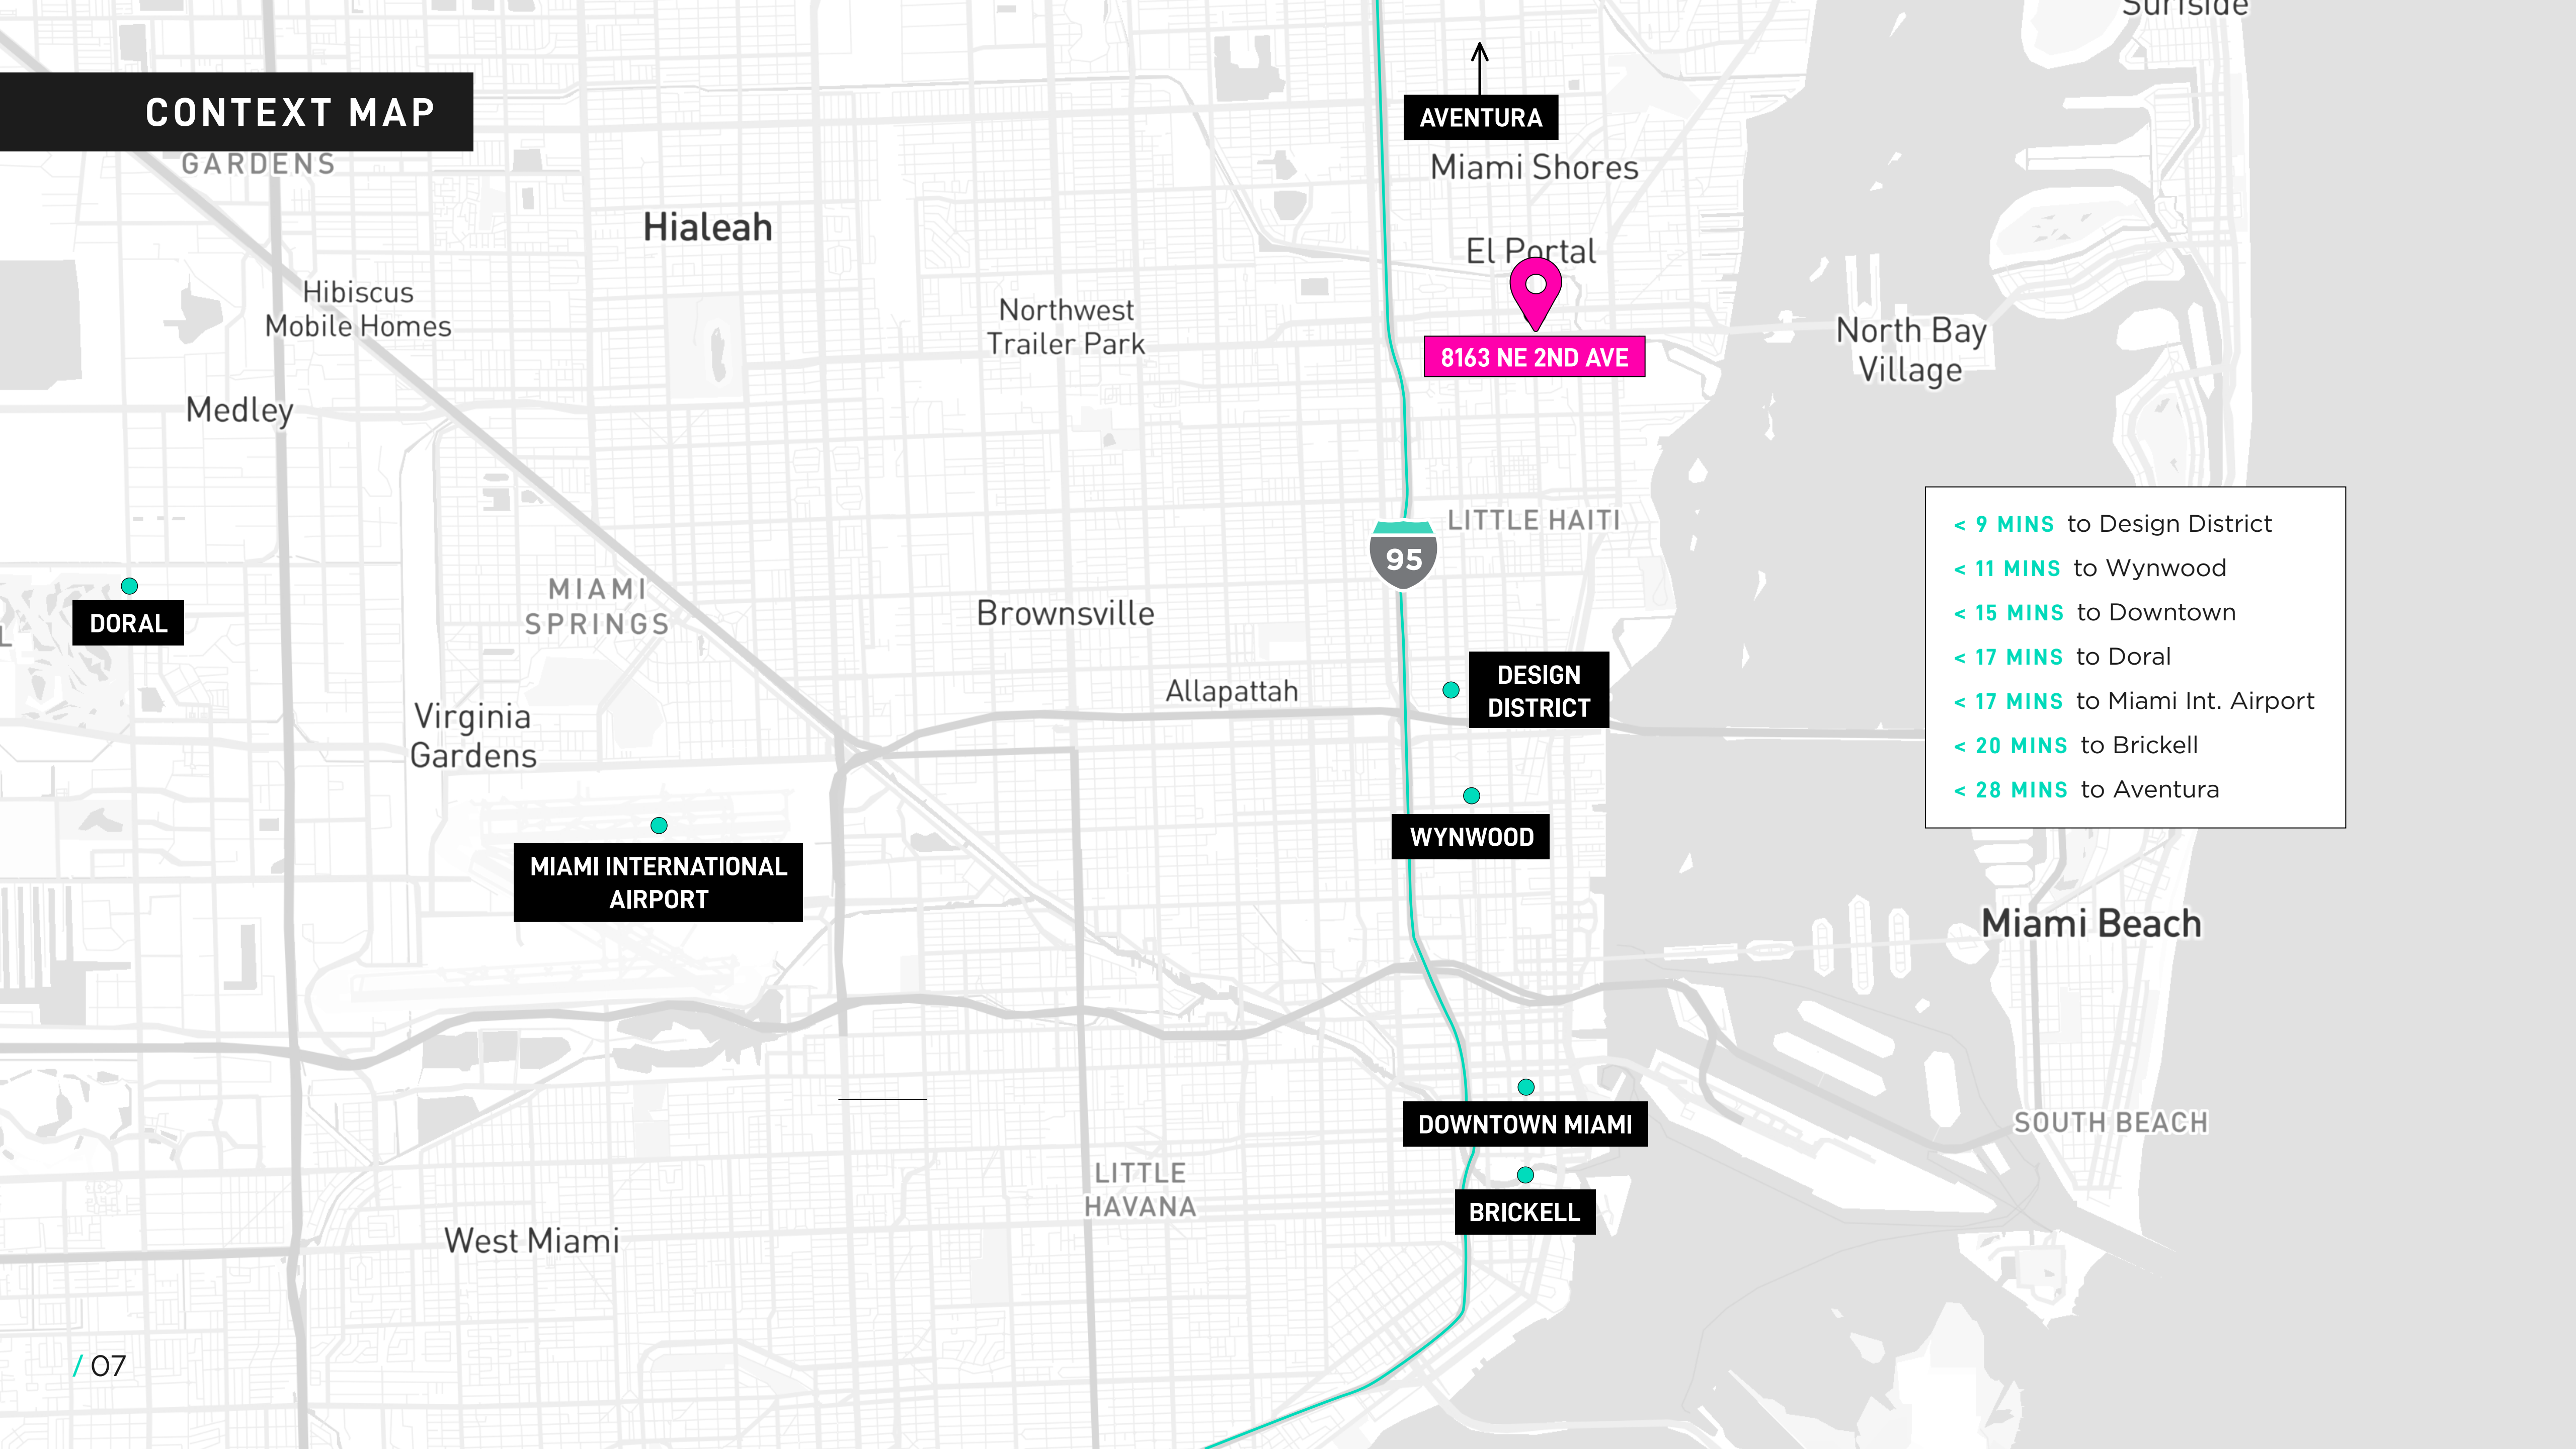 Surfside
CONTEXT MAP
AVENTURA
GARDENS
Miami Shores
Hialeah
El Portal
Hibiscus
Mobile Homes
Northwest
Trailer Park
8163 NE 2ND AVE
North Bay
Village
Medley
LITTLE HAITI
95
< 9 MINS to Design District
< 11 MINS to Wynwood
< 15 MINS to Downtown
< 17 MINS to Doral
< 17 MINS to Miami Int. Airport
< 20 MINS to Brickell
< 28 MINS to Aventura
DORAL
L
MIAMI
SPRINGS
Brownsville
DESIGN
DISTRICT
Allapattah
Virginia
Gardens
WYNWOOD
MIAMI INTERNATIONAL
AIRPORT
Miami Beach
DOWNTOWN MIAMI
SOUTH BEACH
LITTLE
HAVANA
BRICKELL
West Miami
/ 07